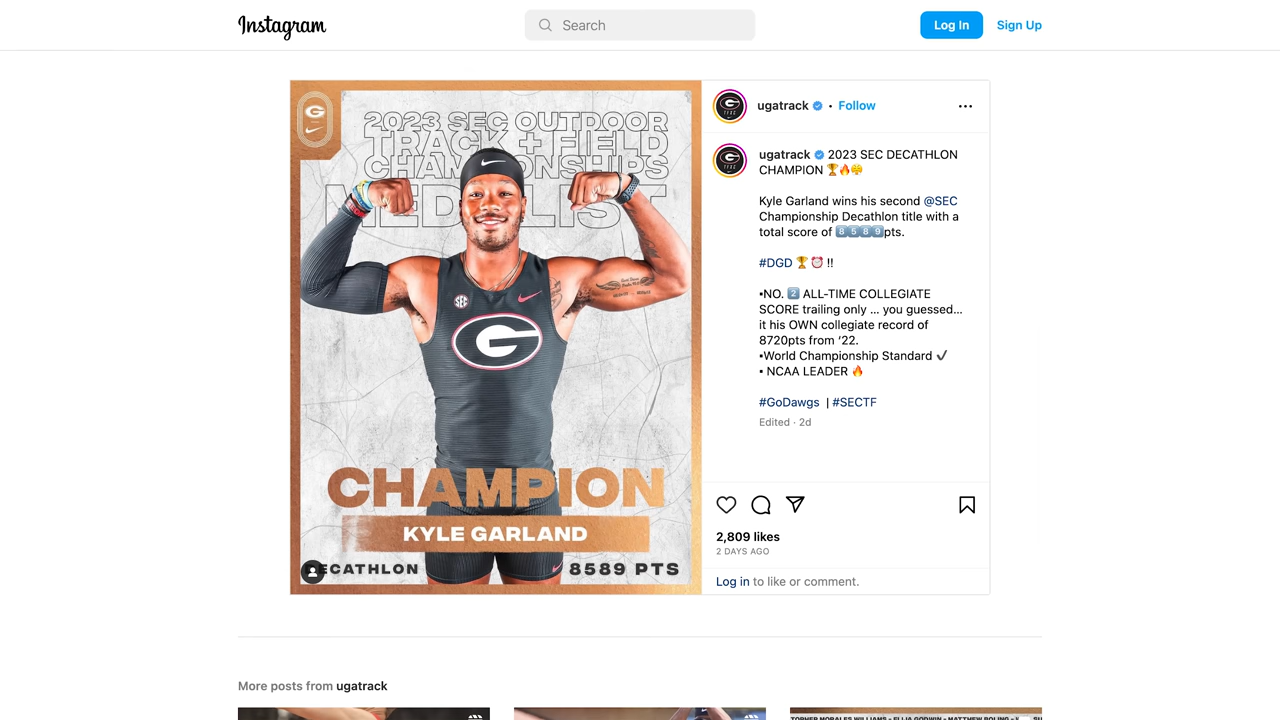 Instagram
Search
Log In
Sign Up
2023 SEC OUTDOOR
TRACK + FIELD
CHAMPIONSHIPS
MEDALIST
SEC
G
CHAMPION
KYLE GARLAND
DECATHLON
8589 PTS
ugatrack • Follow
ugatrack 2023 SEC DECATHLON
CHAMPION 🏆🔥😤
Kyle Garland wins his second @SEC
Championship Decathlon title with a
total score of 8️⃣5️⃣8️⃣9️⃣pts.
#DGD 🏆⏰ !!
▪️NO. 2️⃣ ALL-TIME COLLEGIATE
SCORE trailing only ... you guessed...
it his OWN collegiate record of
8720pts from ‘22.
▪️World Championship Standard ✔️
▪️ NCAA LEADER 🔥
#GoDawgs | #SECTF
Edited · 2d
2,809 likes
2 DAYS AGO
Log in to like or comment.
More posts from ugatrack